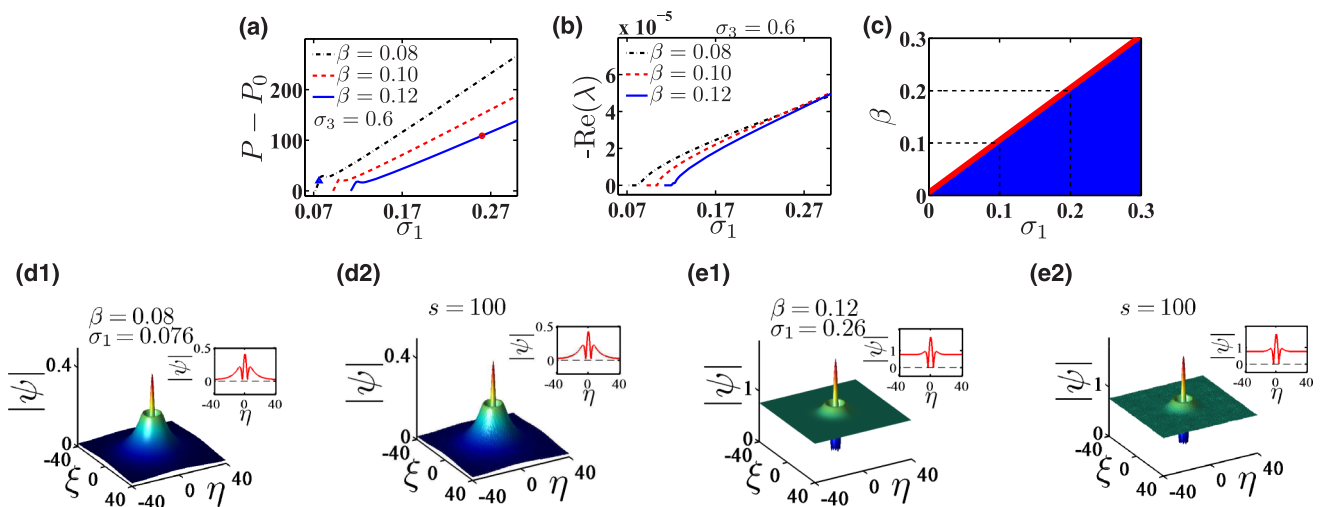 (a)
P − P₀
β = 0.08
β = 0.10
β = 0.12
σ₃ = 0.6
200
100
0
0.07 0.17 0.27
σ₁
(b)
x 10⁻⁵
σ₃ = 0.6
-Re(λ)
β = 0.08
β = 0.10
β = 0.12
6
4
2
0
0.07 0.17 0.27
σ₁
(c)
β
0.3
0.2
0.1
0 0.1 0.2 0.3
σ₁
(d1)
β = 0.08
σ₁ = 0.076
|ψ|
0.4
0
-40
0
40
ξ
-40
0
40
η
|ψ|
0.5
0
-40 0 40
η
(d2)
s = 100
|ψ|
0.4
0
-40
0
40
ξ
-40
0
40
η
|ψ|
0.5
0
-40 0 40
η
(e1)
β = 0.12
σ₁ = 0.26
|ψ|
1
0
-40
0
40
ξ
-40
0
40
η
|ψ|
1
0
-40 0 40
η
(e2)
s = 100
|ψ|
1
0
-40
0
40
ξ
-40
0
40
η
|ψ|
1
0
-40 0 40
η